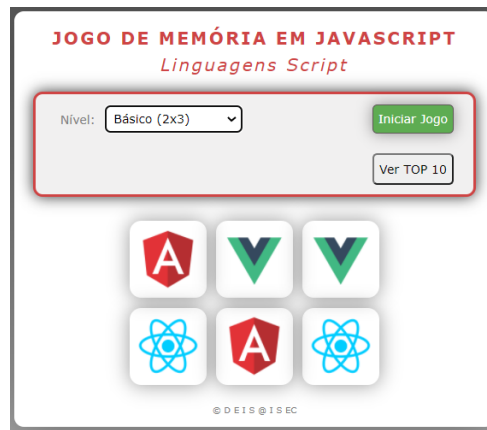 JOGO DE MEMÓRIA EM JAVASCRIPT
Linguagens Script
Nível: Básico (2x3) Iniciar Jogo
Ver TOP 10
A V V
A
© DEIS@ISEC